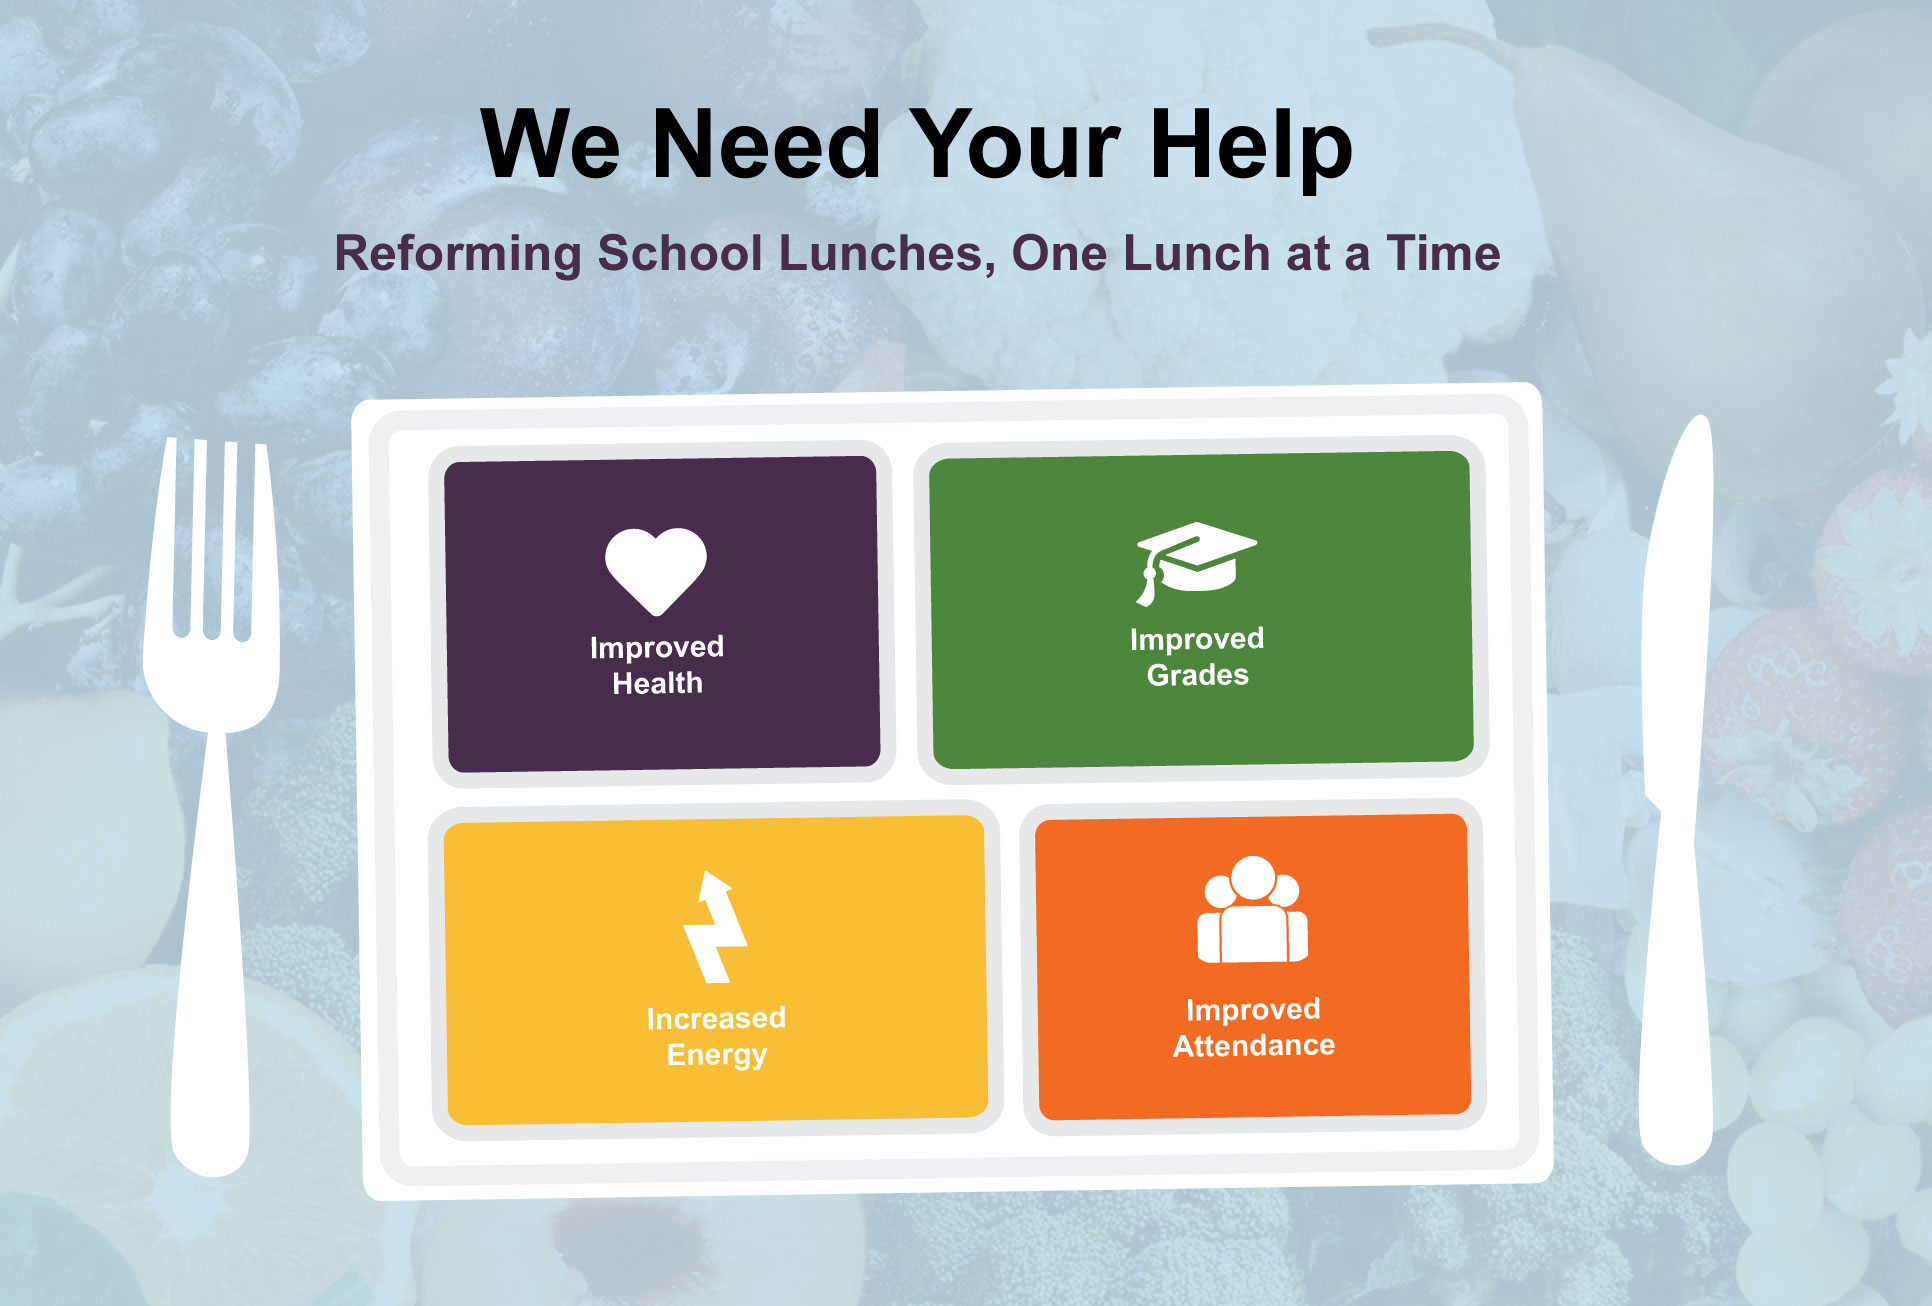 We Need Your Help
Reforming School Lunches, One Lunch at a Time
Improved
Health
Improved
Grades
Increased
Energy
Improved
Attendance